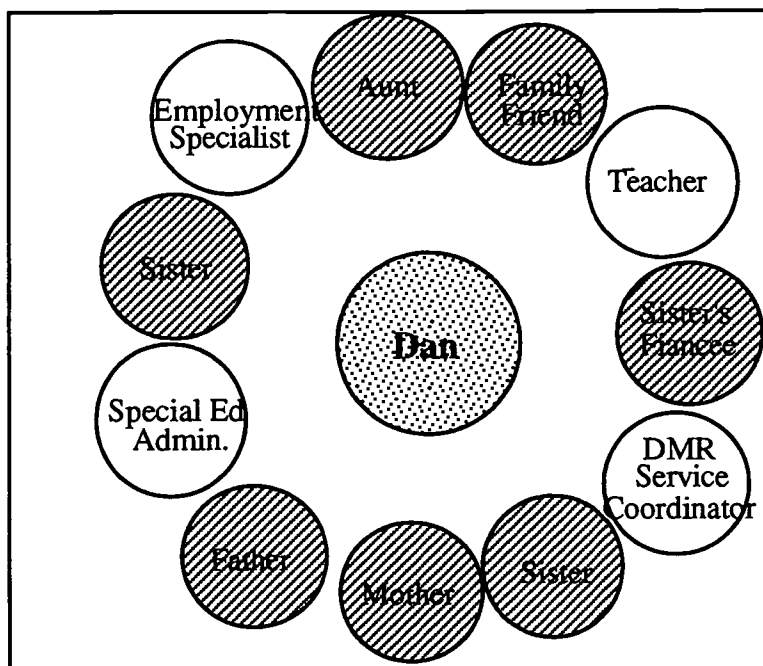 Aunt
Family
Friend
Employment
Specialist
Teacher
Sister
Sister's
Fiancee
Dan
Special Ed
Admin.
DMR
Service
Coordinator
Father
Mother
Sister